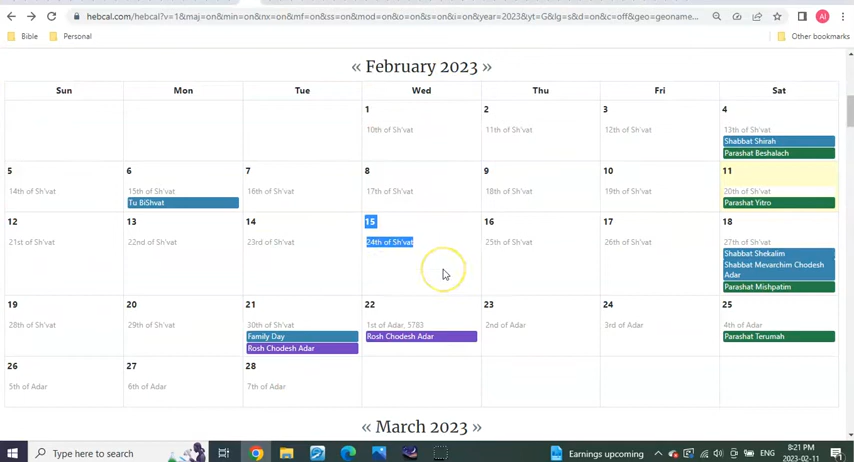 hebcal.com/hebcal?v=1&maj=on&min=on&nx=on&mf=on&ss=on&mod=on&o=on&s=on&i=on&year=2023&yt=G&lg=s&d=on&c=off&geo=geoname...
AI
Bible
Personal
Other bookmarks
« February 2023 »
Sun Mon Tue Wed Thu Fri Sat
1 2 3 4
10th of Sh'vat 11th of Sh'vat 12th of Sh'vat 13th of Sh'vat
Shabbat Shirah
Parashat Beshalach
5 6 7 8 9 10 11
14th of Sh'vat 15th of Sh'vat 16th of Sh'vat 17th of Sh'vat 18th of Sh'vat 19th of Sh'vat 20th of Sh'vat
Tu BiShvat Parashat Yitro
12 13 14 15 16 17 18
21st of Sh'vat 22nd of Sh'vat 23rd of Sh'vat 24th of Sh'vat 25th of Sh'vat 26th of Sh'vat 27th of Sh'vat
Shabbat Shekalim
Shabbat Mevarchim Chodesh
Adar
Parashat Mishpatim
19 20 21 22 23 24 25
28th of Sh'vat 29th of Sh'vat 30th of Sh'vat 1st of Adar, 5783 2nd of Adar 3rd of Adar 4th of Adar
Family Day Rosh Chodesh Adar Parashat Terumah
Rosh Chodesh Adar
26 27 28
5th of Adar 6th of Adar 7th of Adar
« March 2023 »
Type here to search
Earnings upcoming
ENG
8:21 PM
2023-02-11